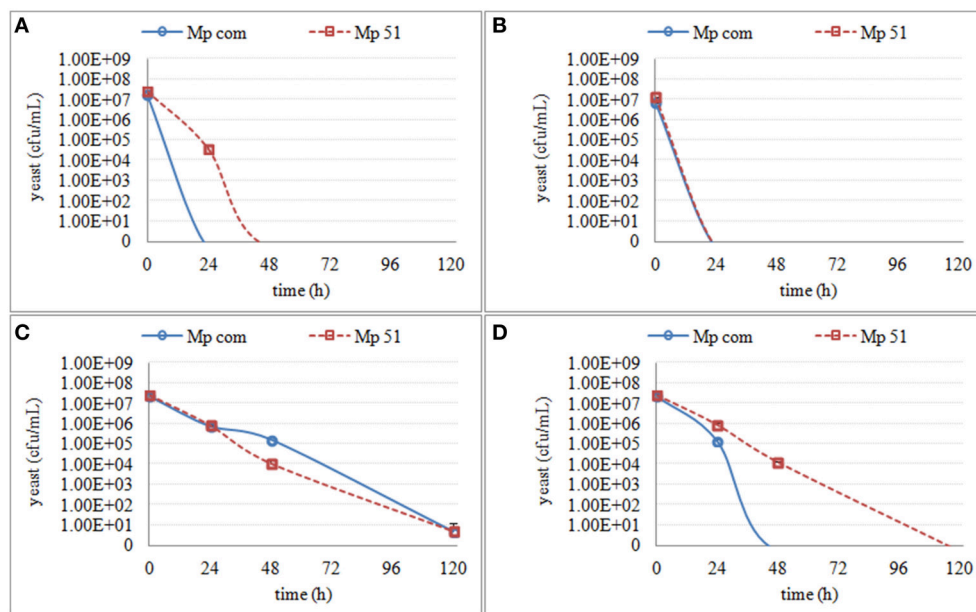 A
Mp com
Mp 51
yeast (cfu/mL)
1.00E+09
1.00E+08
1.00E+07
1.00E+06
1.00E+05
1.00E+04
1.00E+03
1.00E+02
1.00E+01
0
0 24 48 72 96 120
time (h)
B
Mp com
Mp 51
yeast (cfu/mL)
1.00E+09
1.00E+08
1.00E+07
1.00E+06
1.00E+05
1.00E+04
1.00E+03
1.00E+02
1.00E+01
0
0 24 48 72 96 120
time (h)
C
Mp com
Mp 51
yeast (cfu/mL)
1.00E+09
1.00E+08
1.00E+07
1.00E+06
1.00E+05
1.00E+04
1.00E+03
1.00E+02
1.00E+01
0
0 24 48 72 96 120
time (h)
D
Mp com
Mp 51
yeast (cfu/mL)
1.00E+09
1.00E+08
1.00E+07
1.00E+06
1.00E+05
1.00E+04
1.00E+03
1.00E+02
1.00E+01
0
0 24 48 72 96 120
time (h)